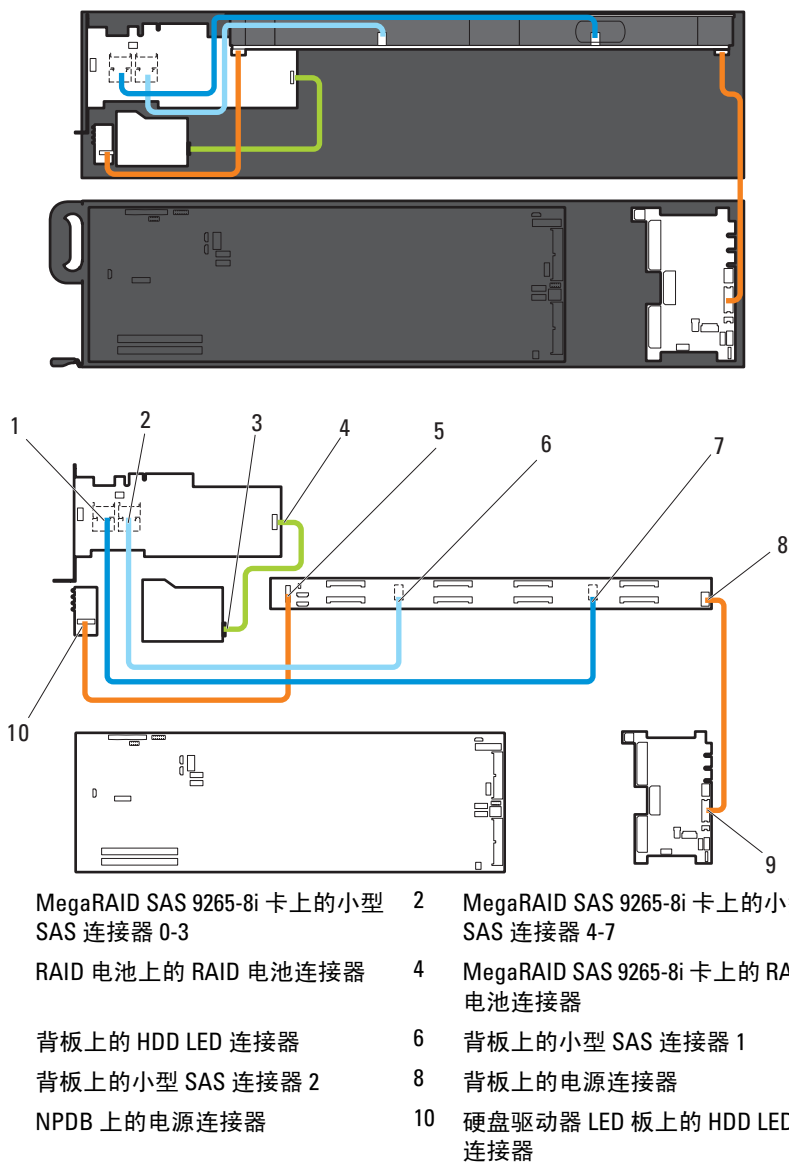 1
2
3
4
5
6
7
8
9
10
MegaRAID SAS 9265-8i 卡上的小型
SAS 连接器 0-3
2 MegaRAID SAS 9265-8i 卡上的小
SAS 连接器 4-7
RAID 电池上的 RAID 电池连接器
4 MegaRAID SAS 9265-8i 卡上的
电池连接器
背板上的 HDD LED 连接器
6 背板上的小型 SAS 连接器 1
背板上的小型 SAS 连接器 2
8 背板上的电源连接器
NPDB 上的电源连接器
10 硬盘驱动器 LED 板上的 HDD LED
连接器